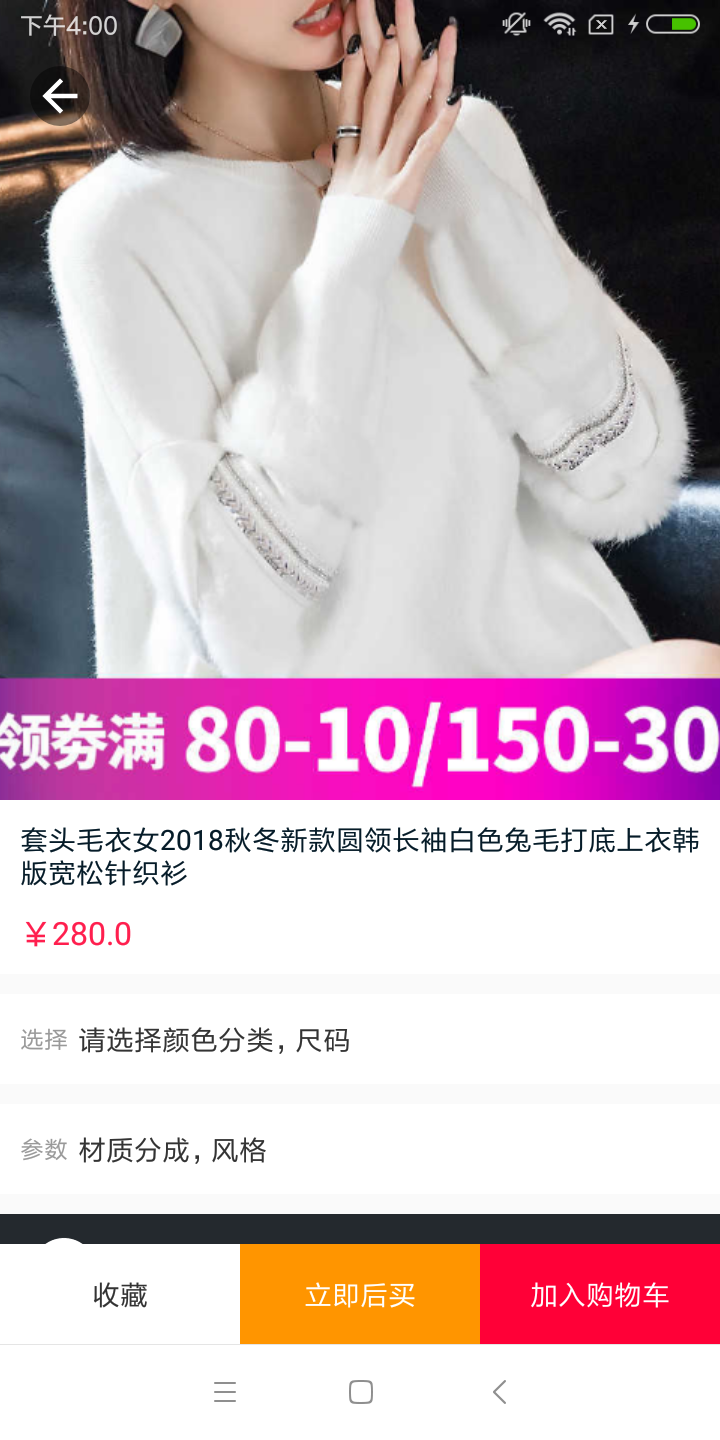 下午4:00
领劵满 80-10/150-30
套头毛衣女2018秋冬新款圆领长袖白色兔毛打底上衣韩
版宽松针织衫
￥280.0
选择 请选择颜色分类，尺码
参数 材质分成，风格
收藏 立即后买 加入购物车